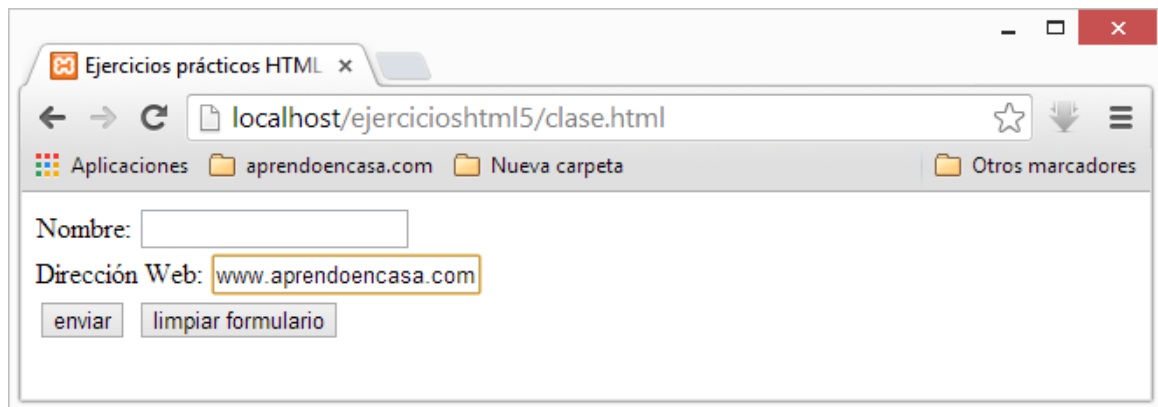 Ejercicios prácticos HTML
localhost/ejercicioshtml5/clase.html
Aplicaciones aprendoencasa.com Nueva carpeta Otros marcadores
Nombre:
Dirección Web: www.aprendoencasa.com
enviar limpiar formulario